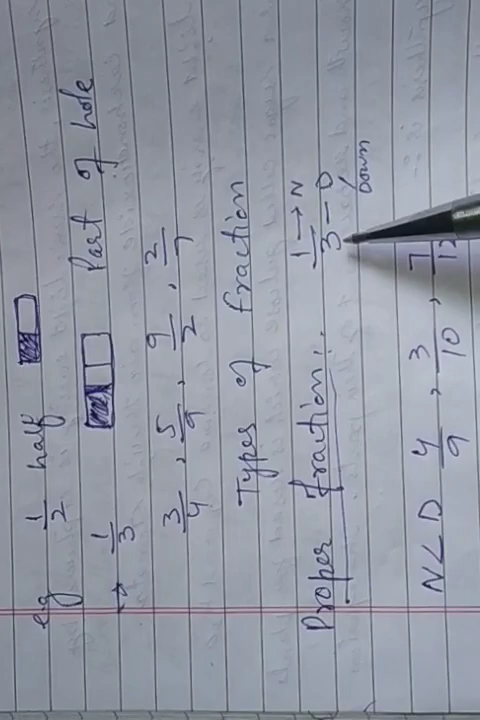 eg 1/2 half
→ 1/3 Part of hole
3/4, 5/9, 9/2, 2/7
Types of fraction
Proper fraction:. 1/3 → N – D
Down
N < D 4/9, 3/10, 7/12